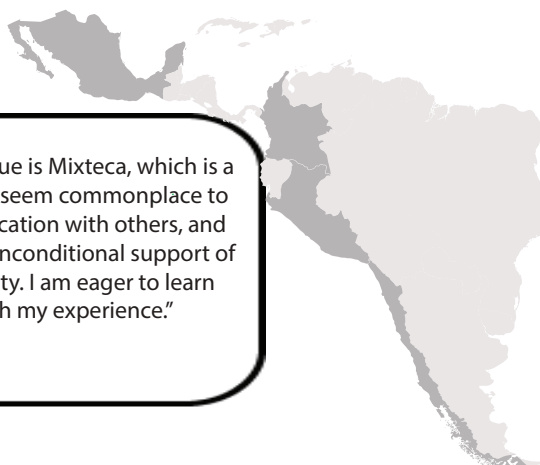 ue is Mixteca, which is a
seem commonplace to
cation with others, and
nconditional support of
ty. I am eager to learn
h my experience.”